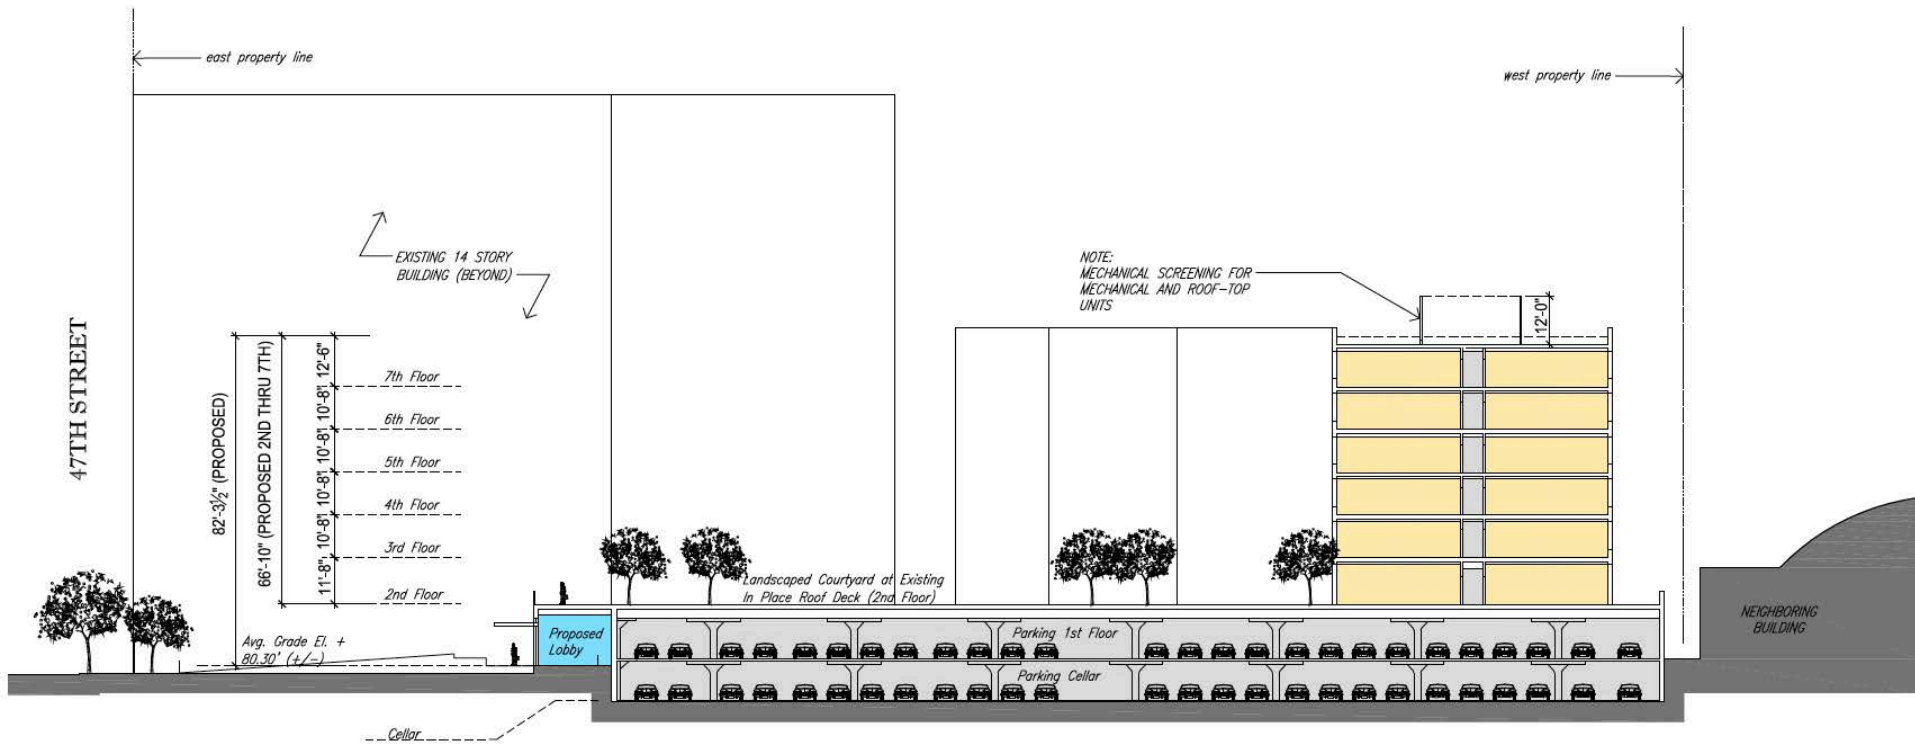 east property line
west property line
EXISTING 14 STORY
BUILDING (BEYOND)
NOTE:
MECHANICAL SCREENING FOR
MECHANICAL AND ROOF-TOP
UNITS
12'-0"
47TH STREET
82'-3½" (PROPOSED)
66'-10" (PROPOSED 2ND THRU 7TH)
12'-6"
10'-8"
10'-8"
10'-8"
10'-8"
11'-8"
7th Floor
6th Floor
5th Floor
4th Floor
3rd Floor
2nd Floor
Landscaped Courtyard at Existing
In Place Roof Deck (2nd Floor)
Avg. Grade El. +
80.30' (+/-)
Proposed
Lobby
Parking 1st Floor
Parking Cellar
NEIGHBORING
BUILDING
Cellar